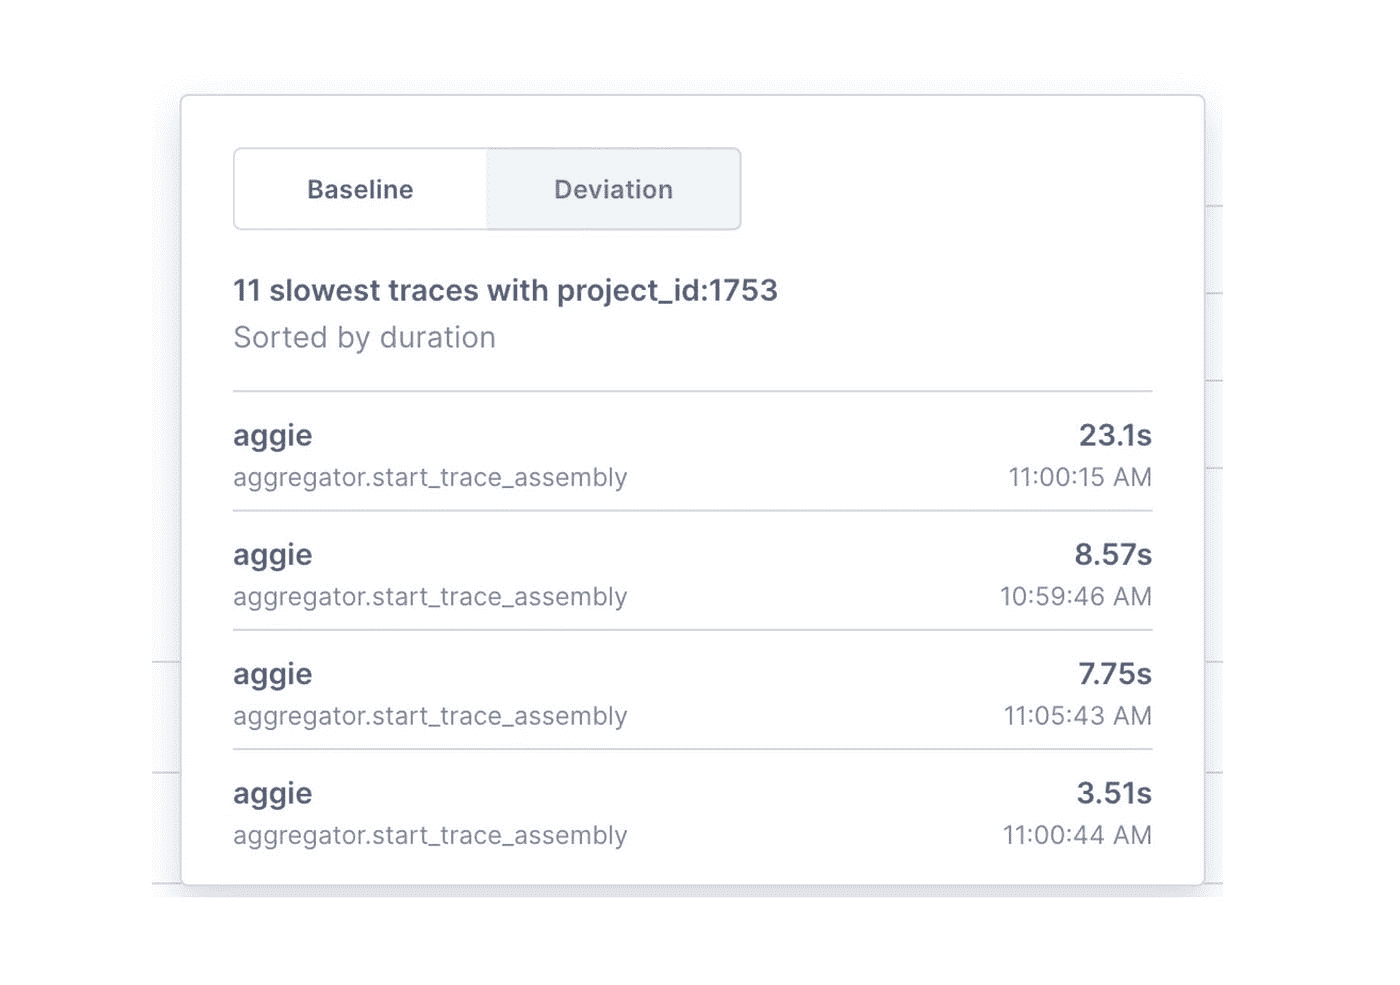 Baseline Deviation
11 slowest traces with project_id:1753
Sorted by duration
aggie 23.1s
aggregator.start_trace_assembly 11:00:15 AM
aggie 8.57s
aggregator.start_trace_assembly 10:59:46 AM
aggie 7.75s
aggregator.start_trace_assembly 11:05:43 AM
aggie 3.51s
aggregator.start_trace_assembly 11:00:44 AM